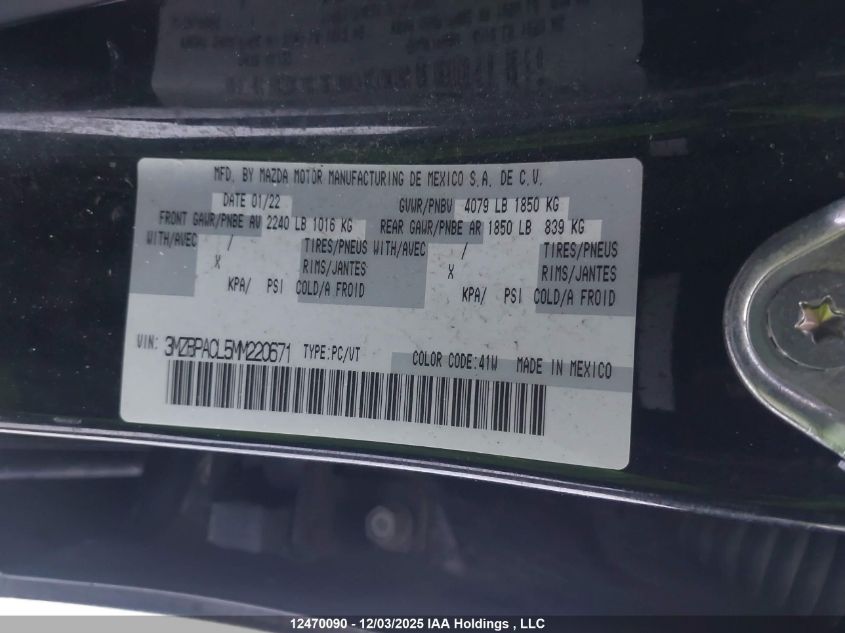 MFD. BY MAZDA MOTOR MANUFACTURING DE MEXICO S.A. DE C.V.
DATE 01/22 GVWR/PNBV 4079 LB 1850 KG
FRONT GAWR/PNBE AV 2240 LB 1016 KG REAR GAWR/PNBE AR 1850 LB 839 KG
WITH/AVEC / TIRES/PNEUS WITH/AVEC / TIRES/PNEUS
X RIMS/JANTES X RIMS/JANTES
KPA/ PSI COLD/A FROID KPA/ PSI COLD/A FROID
VIN: 3MZBPACL5MM220671 TYPE:PC/VT COLOR CODE:41W MADE IN MEXICO
12470090 - 12/03/2025 IAA Holdings , LLC